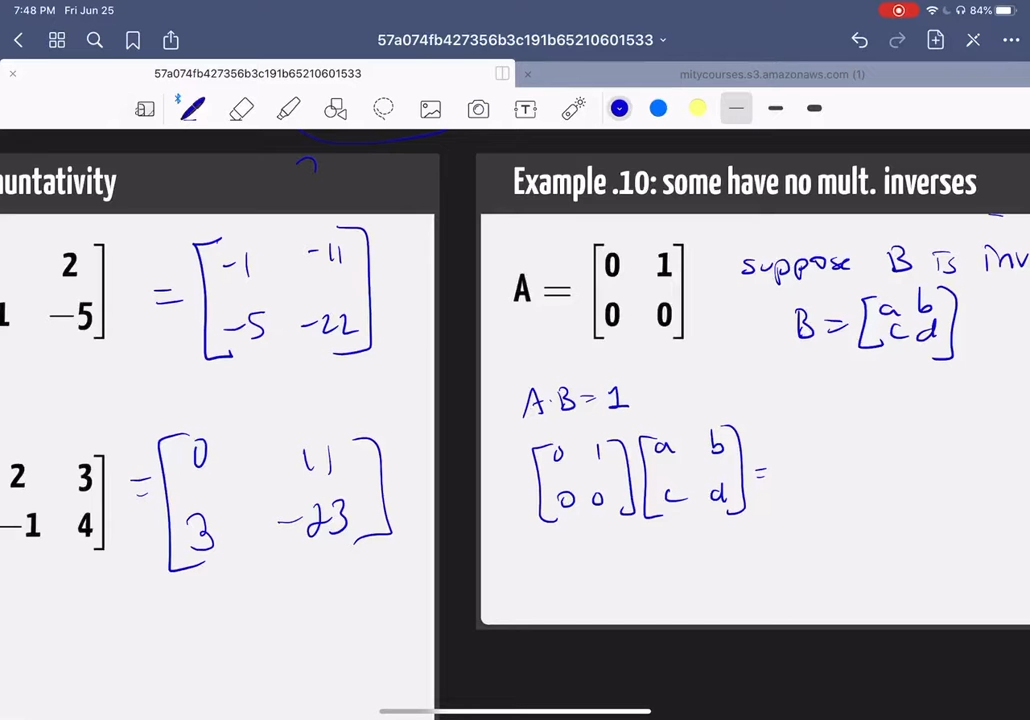 7:48 PM Fri Jun 25
84%
57a074fb427356b3c191b65210601533
57a074fb427356b3c191b65210601533
mitycourses.s3.amazonaws.com (1)
untativity
2
1 −5
= [ -1 -11
-5 -22 ]
2 3
−1 4
= [ 0 11
3 -23 ]
Example .10: some have no mult. inverses
A = [ 0 1
0 0 ]
suppose B is inv
B = [ a b
c d ]
A·B = 1
[ 0 1 ] [ a b ] =
[ 0 0 ] [ c d ]